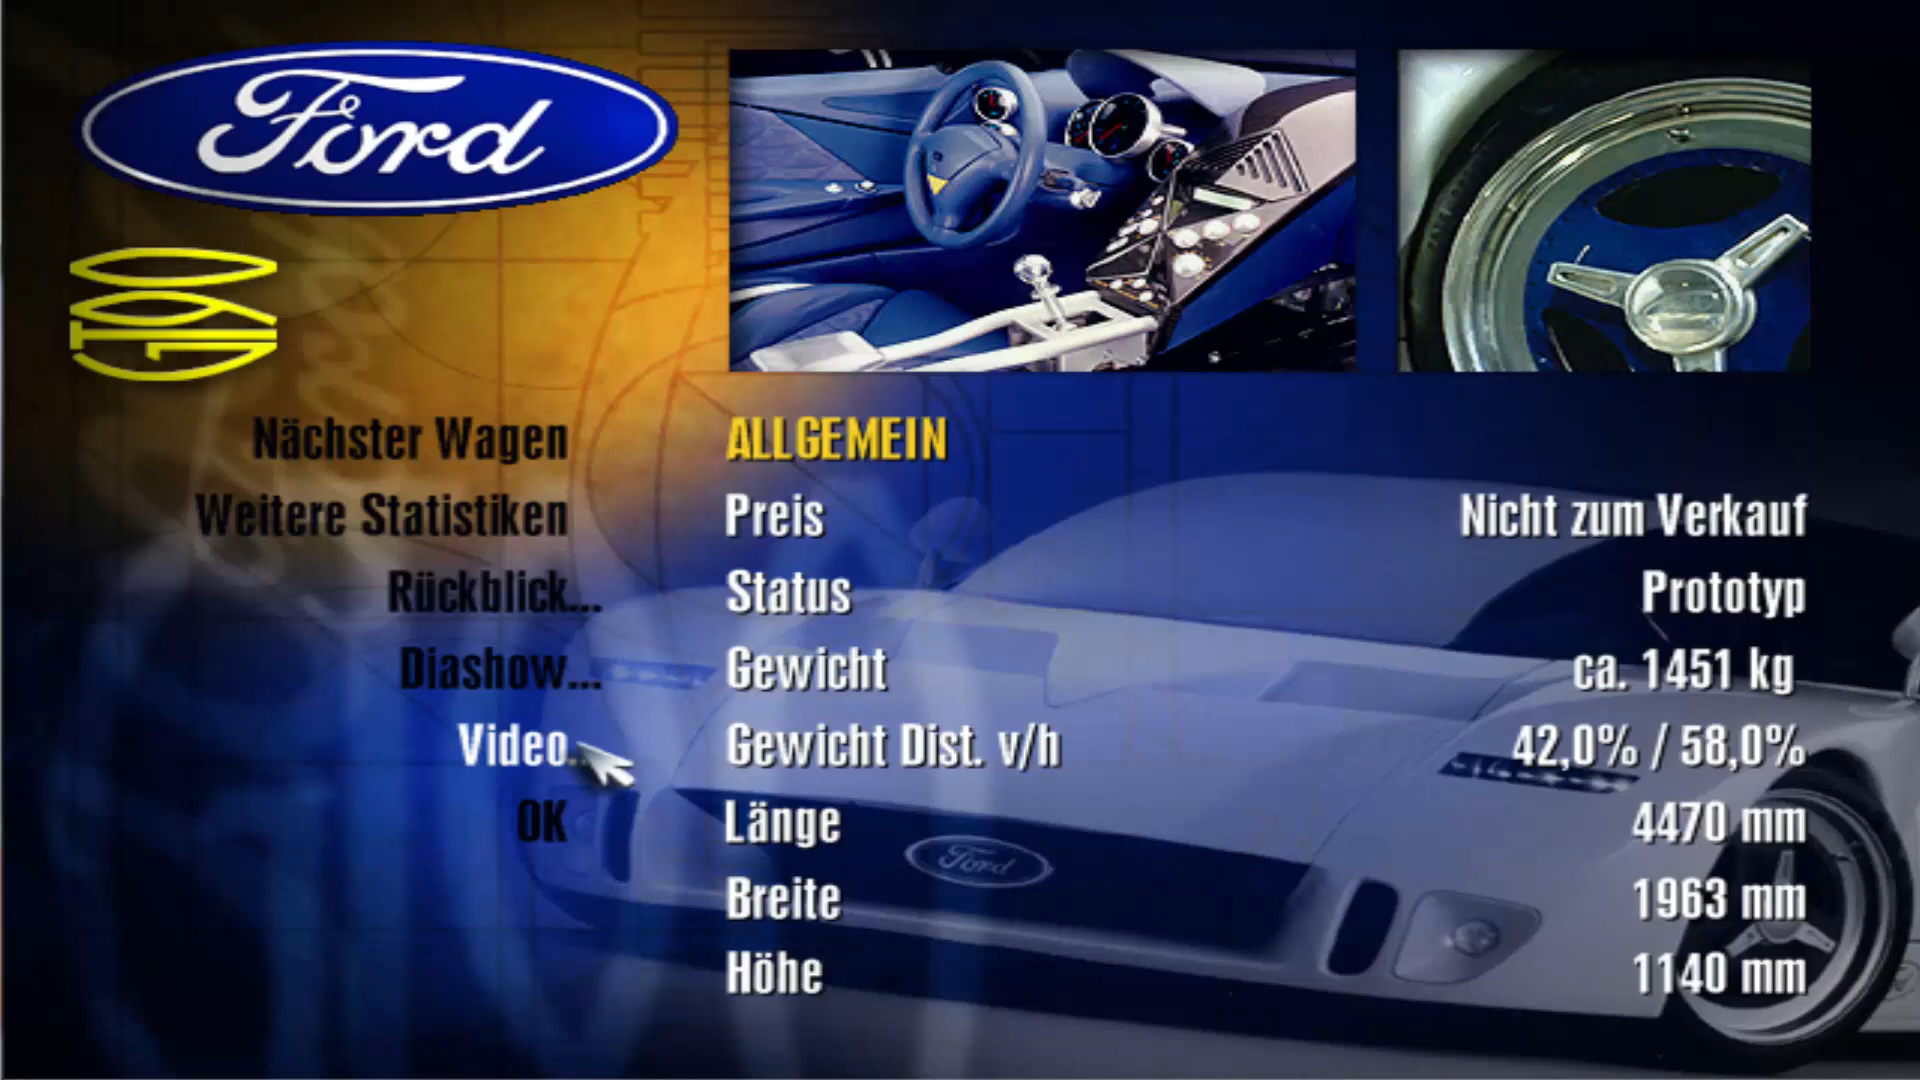 Ford
GT90
Nächster Wagen
Weitere Statistiken
Rückblick...
Diashow...
Video...
OK
ALLGEMEIN
Preis Nicht zum Verkauf
Status Prototyp
Gewicht ca. 1451 kg
Gewicht Dist. v/h 42,0% / 58,0%
Länge 4470 mm
Breite 1963 mm
Höhe 1140 mm
Ford